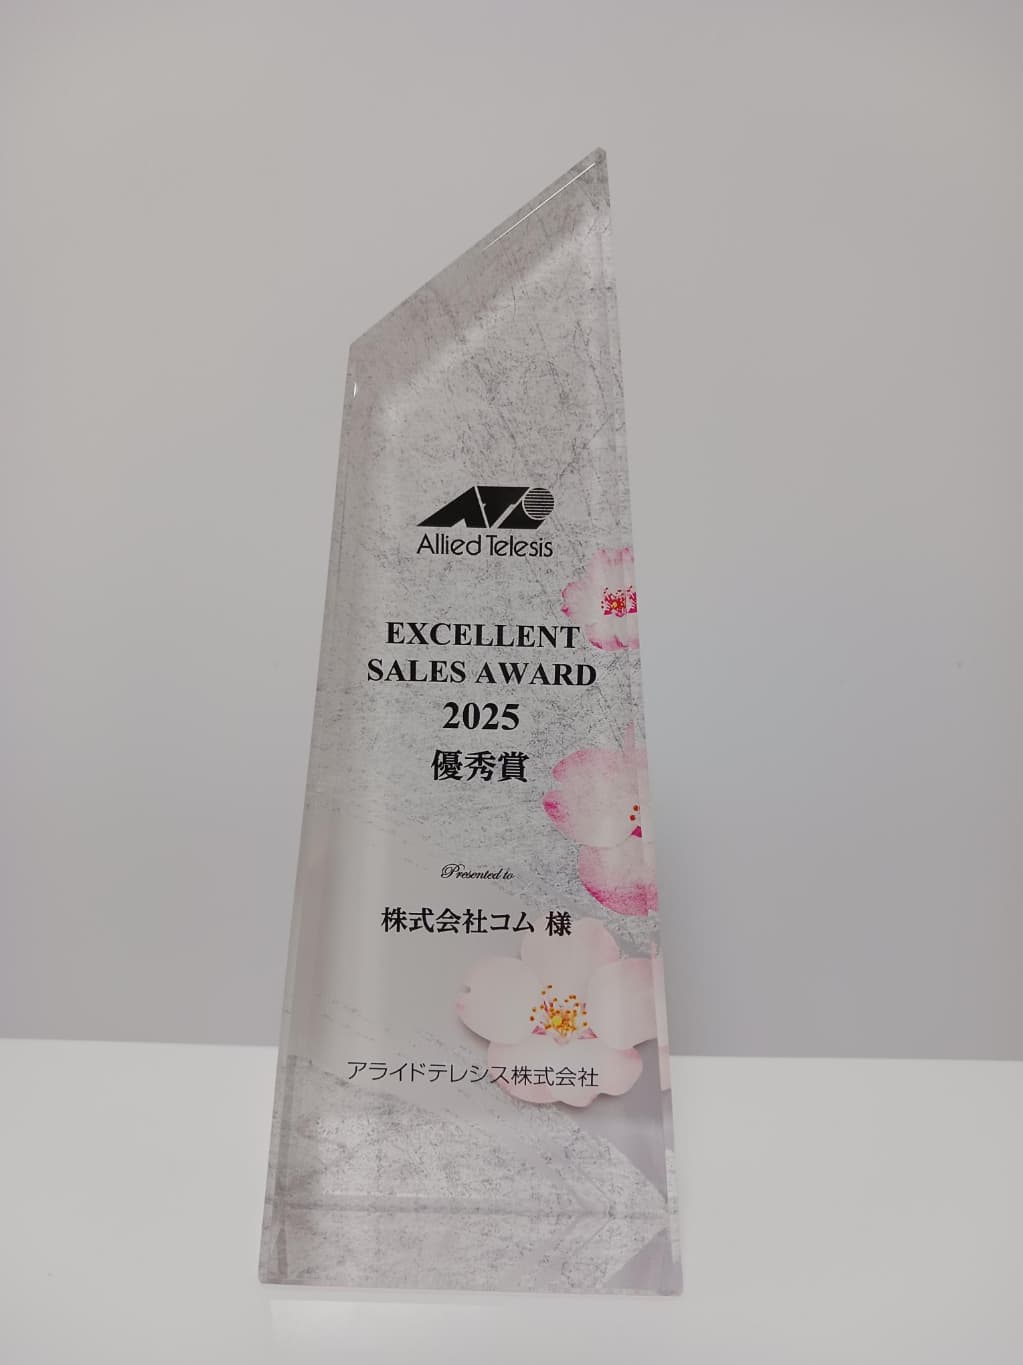 Allied Telesis
EXCELLENT
SALES AWARD
2025
優秀賞
Presented to
株式会社コム 様
アライドテレシス株式会社